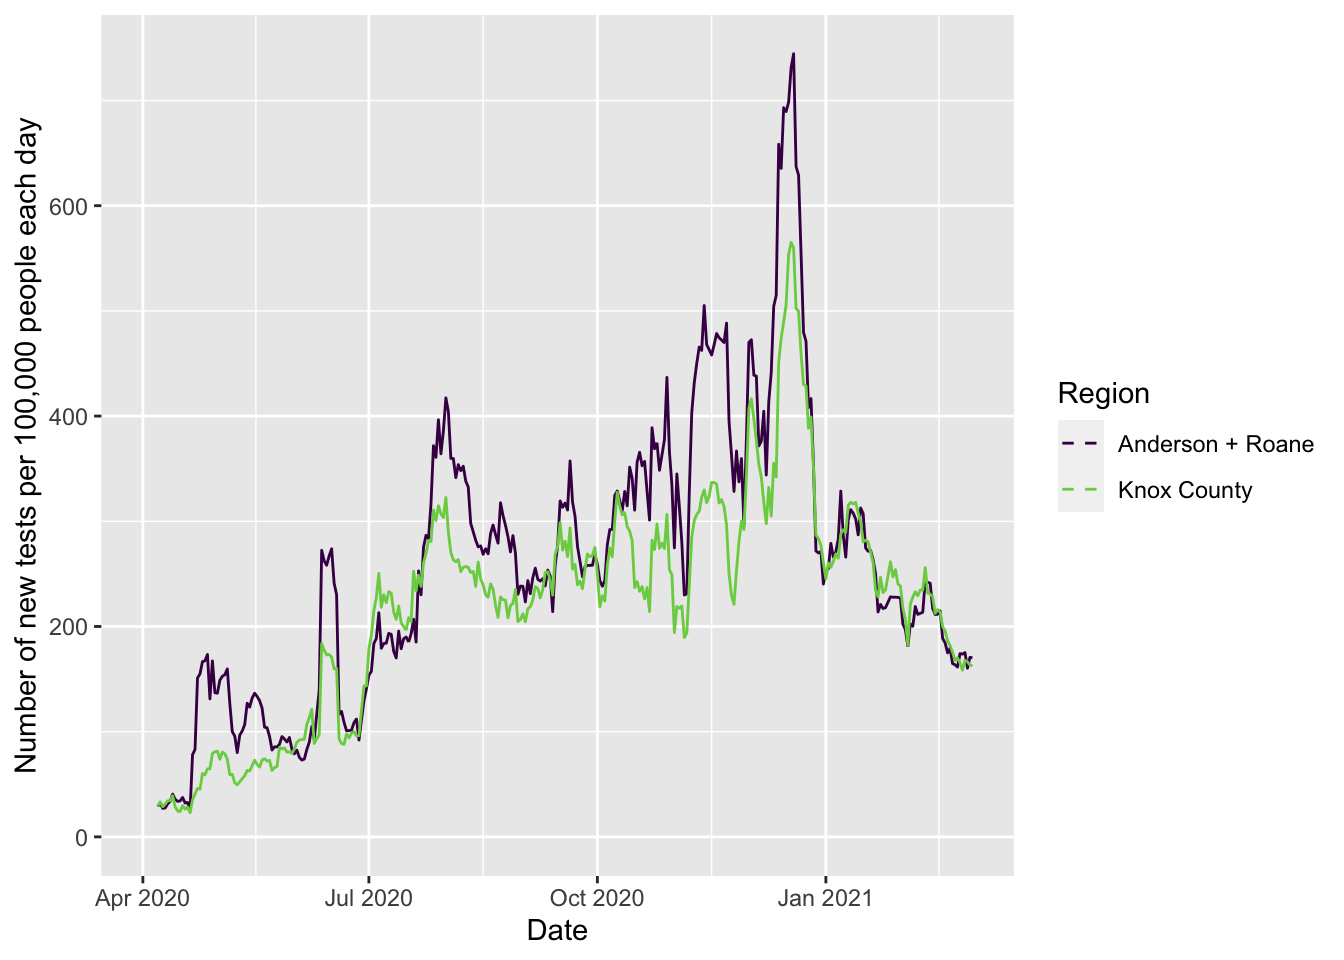 Number of new tests per 100,000 people each day
600
400
200
0
Apr 2020
Jul 2020
Oct 2020
Jan 2021
Date
Region
Anderson + Roane
Knox County